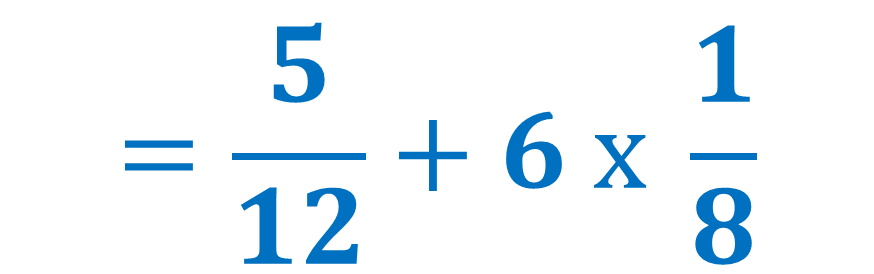 = 5/12 + 6 x 1/8